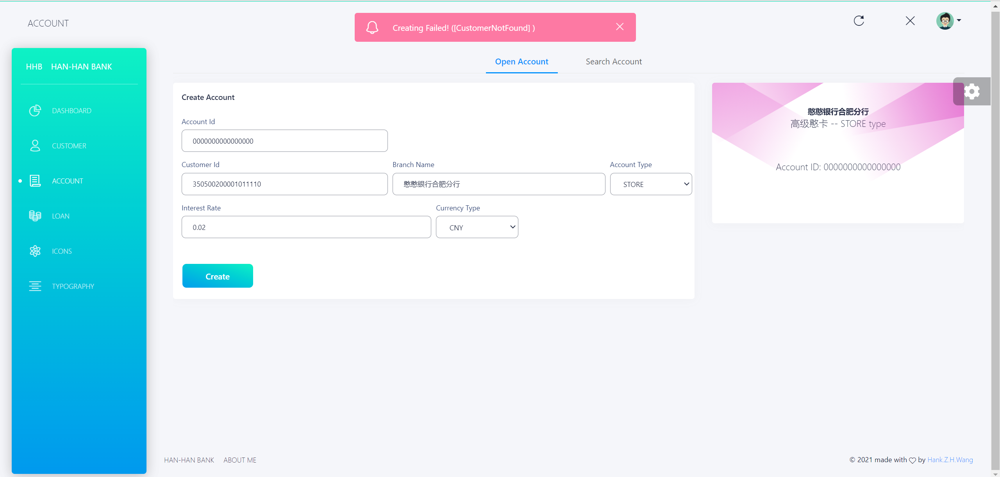 ACCOUNT
Creating Failed! ([CustomerNotFound] )
HHB HAN-HAN BANK
DASHBOARD
CUSTOMER
ACCOUNT
LOAN
ICONS
TYPOGRAPHY
Open Account Search Account
Create Account
Account Id
0000000000000000
Customer Id Branch Name Account Type
350500200001011110 憨憨银行合肥分行 STORE
Interest Rate Currency Type
0.02 CNY
Create
憨憨银行合肥分行
高级憨卡 -- STORE type
Account ID: 0000000000000000
HAN-HAN BANK ABOUT ME
© 2021 made with by Hank.Z.H.Wang